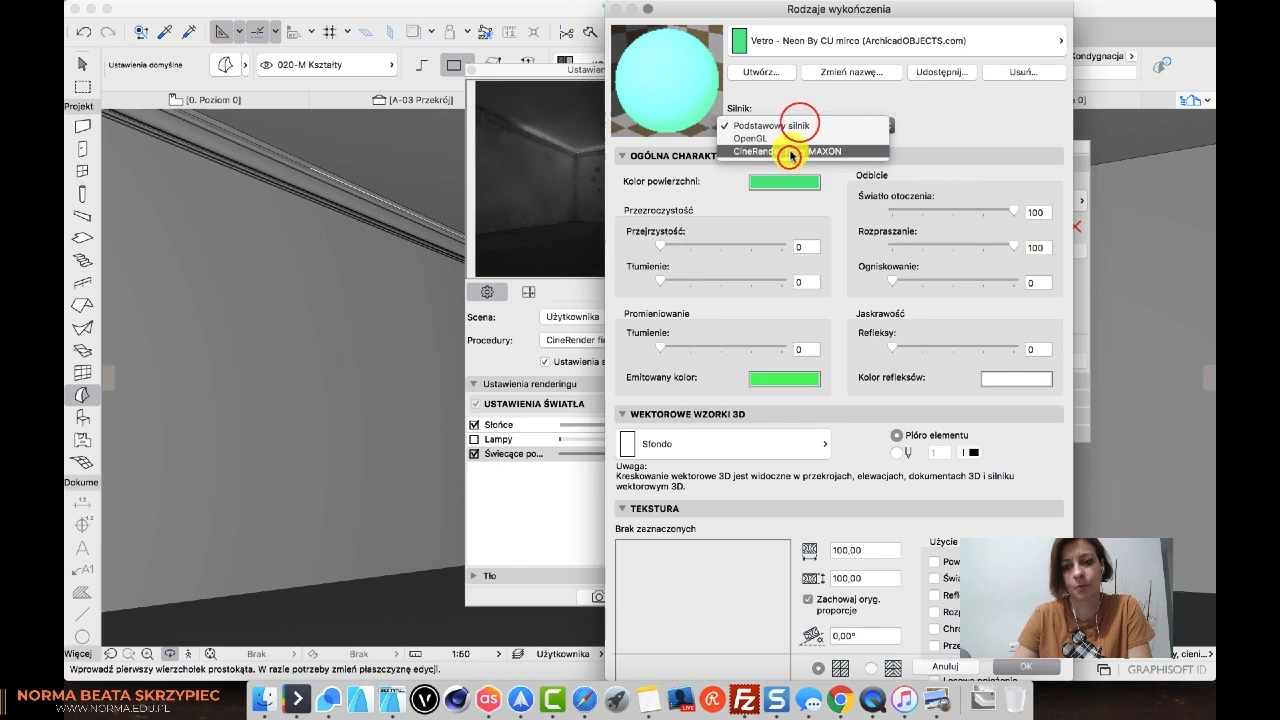 Rodzaje wykończenia
Ustawienia domyślne
020-M Kształty
Vetro - Neon By CU mirco (ArchicadOBJECTS.com)
Utwórz...
Zmień nazwę...
Udostępnij...
Usuń...
Kondygnacja
[0. Poziom 0]
[A-03 Przekrój]
Projekt
Silnik:
Podstawowy silnik
OpenGL
MAXON
Kolor powierzchni:
Przezroczystość
Przejrzystość:
0
Tłumienie:
0
Odbicie
Światło otoczenia:
100
Rozpraszanie:
100
Ogniskowanie:
0
Promieniowanie
Tłumienie:
0
Emitowany kolor:
Jaskrawość
Refleksy:
0
Kolor refleksów:
WEKTOROWE WZORKI 3D
Sfondo
Pióro elementu
1
Uwaga:
Kreskowanie wektorowe 3D jest widoczne w przekrojach, elewacjach, dokumentach 3D i silniku
wektorowym 3D.
TEKSTURA
Brak zaznaczonych
100,00
100,00
Zachowaj oryg.
proporcje
0,00°
Użycie
Anuluj
OK
Scena:
Użytkownika
Procedury:
CineRender
Ustawienia renderingu
USTAWIENIA ŚWIATŁA
Słońce
Lampy
Świecące po...
Tło
Dokume
Więcej
Brak
Brak
1:50
Użytkownika
Wprowadź pierwszy wierzchołek prostokąta. W razie potrzeby zmień płaszczyznę edycji.
GRAPHISOFT ID
NORMA BEATA SKRZYPIEC
WWW.NORMA.EDU.PL